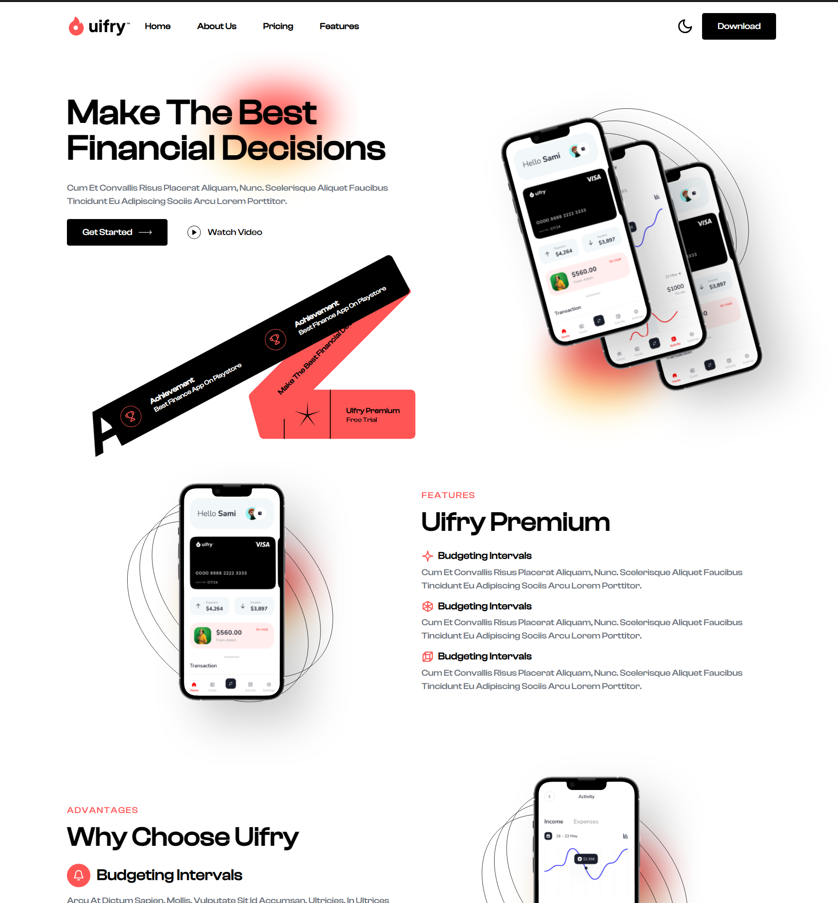 uifry™
Home
About Us
Pricing
Features
Download
Make The Best
Financial Decisions
Cum Et Convallis Risus Placerat Aliquam, Nunc. Scelerisque Aliquet Faucibus
Tincidunt Eu Adipiscing Sociis Arcu Lorem Porttitor.
Get Started
Watch Video
Hello Sami
uifry
VISA
0000 8888 2222 3333
$4,264
$3,897
$560.00
Transaction
$1000
VISA
$3,897
Achievement
Best Finance App On Playstore
Achievement
Best Finance App On Playstore
Make The Best Financial
Uifry Premium
Free Trial
Hello Sami
uifry
VISA
0000 8888 2222 3333
07/24
$4,264
$3,897
$560.00
Transaction
FEATURES
Uifry Premium
Budgeting Intervals
Cum Et Convallis Risus Placerat Aliquam, Nunc. Scelerisque Aliquet Faucibus
Tincidunt Eu Adipiscing Sociis Arcu Lorem Porttitor.
Budgeting Intervals
Cum Et Convallis Risus Placerat Aliquam, Nunc. Scelerisque Aliquet Faucibus
Tincidunt Eu Adipiscing Sociis Arcu Lorem Porttitor.
Budgeting Intervals
Cum Et Convallis Risus Placerat Aliquam, Nunc. Scelerisque Aliquet Faucibus
Tincidunt Eu Adipiscing Sociis Arcu Lorem Porttitor.
ADVANTAGES
Why Choose Uifry
Budgeting Intervals
Arcu At Dictum Sapien, Mollis. Vulputate Sit Id Accumsan, Ultricies. In Ultrices
Activity
Income
Expenses
16 - 22 May